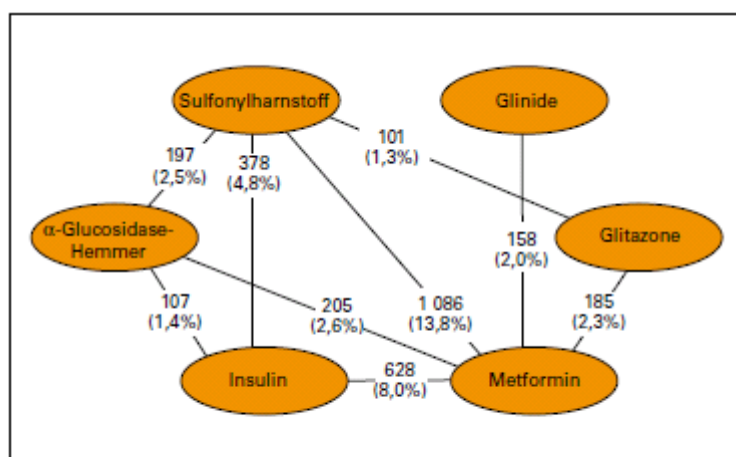 Sulfonylharnstoff
Glinide
101
(1,3%)
197
(2,5%)
378
(4,8%)
α-Glucosidase-
Hemmer
158
(2,0%)
Glitazone
107
(1,4%)
205
(2,6%)
1 086
(13,8%)
185
(2,3%)
Insulin
628
(8,0%)
Metformin